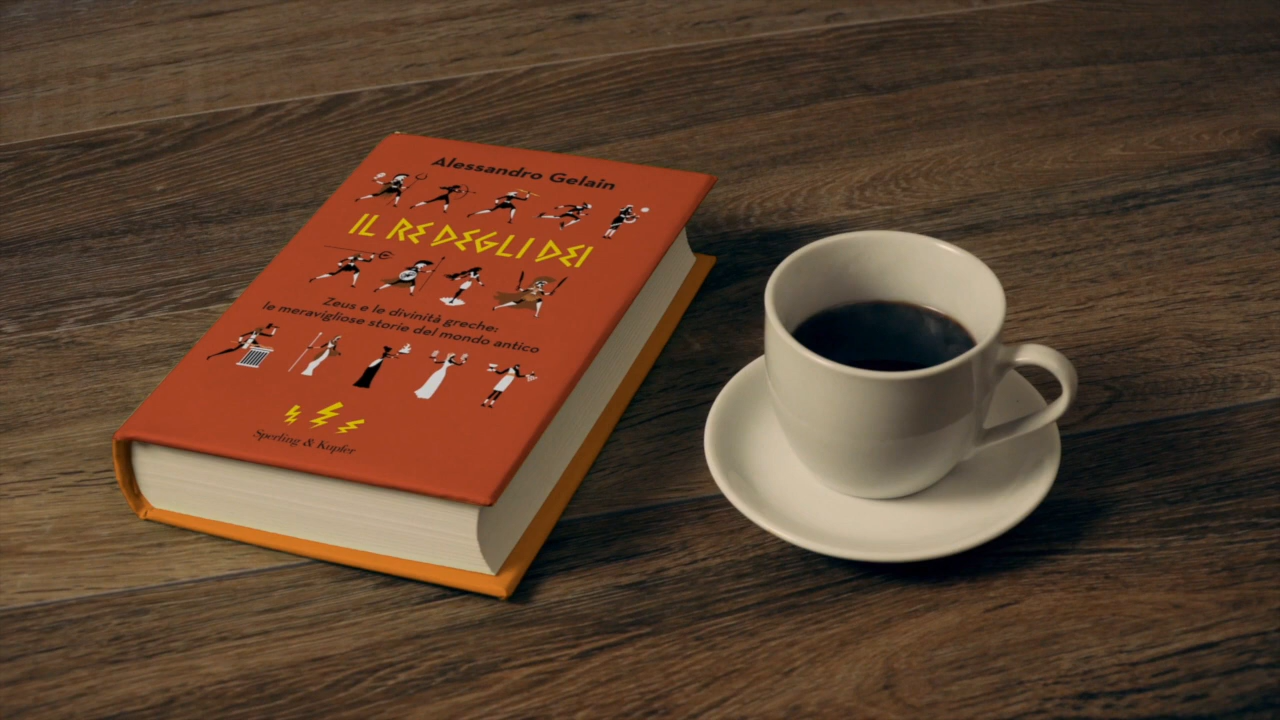 Alessandro Gelain
IL RE DEGLI DEI
Zeus e le divinità greche:
le meravigliose storie del mondo antico
Sperling & Kupfer